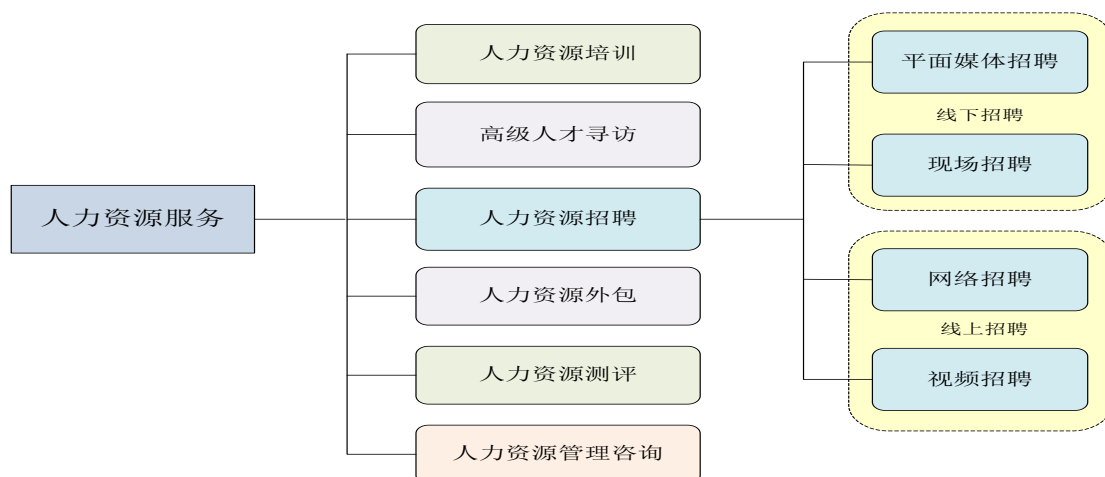 人力资源服务
人力资源培训
高级人才寻访
人力资源招聘
人力资源外包
人力资源测评
人力资源管理咨询
平面媒体招聘
线下招聘
现场招聘
网络招聘
线上招聘
视频招聘